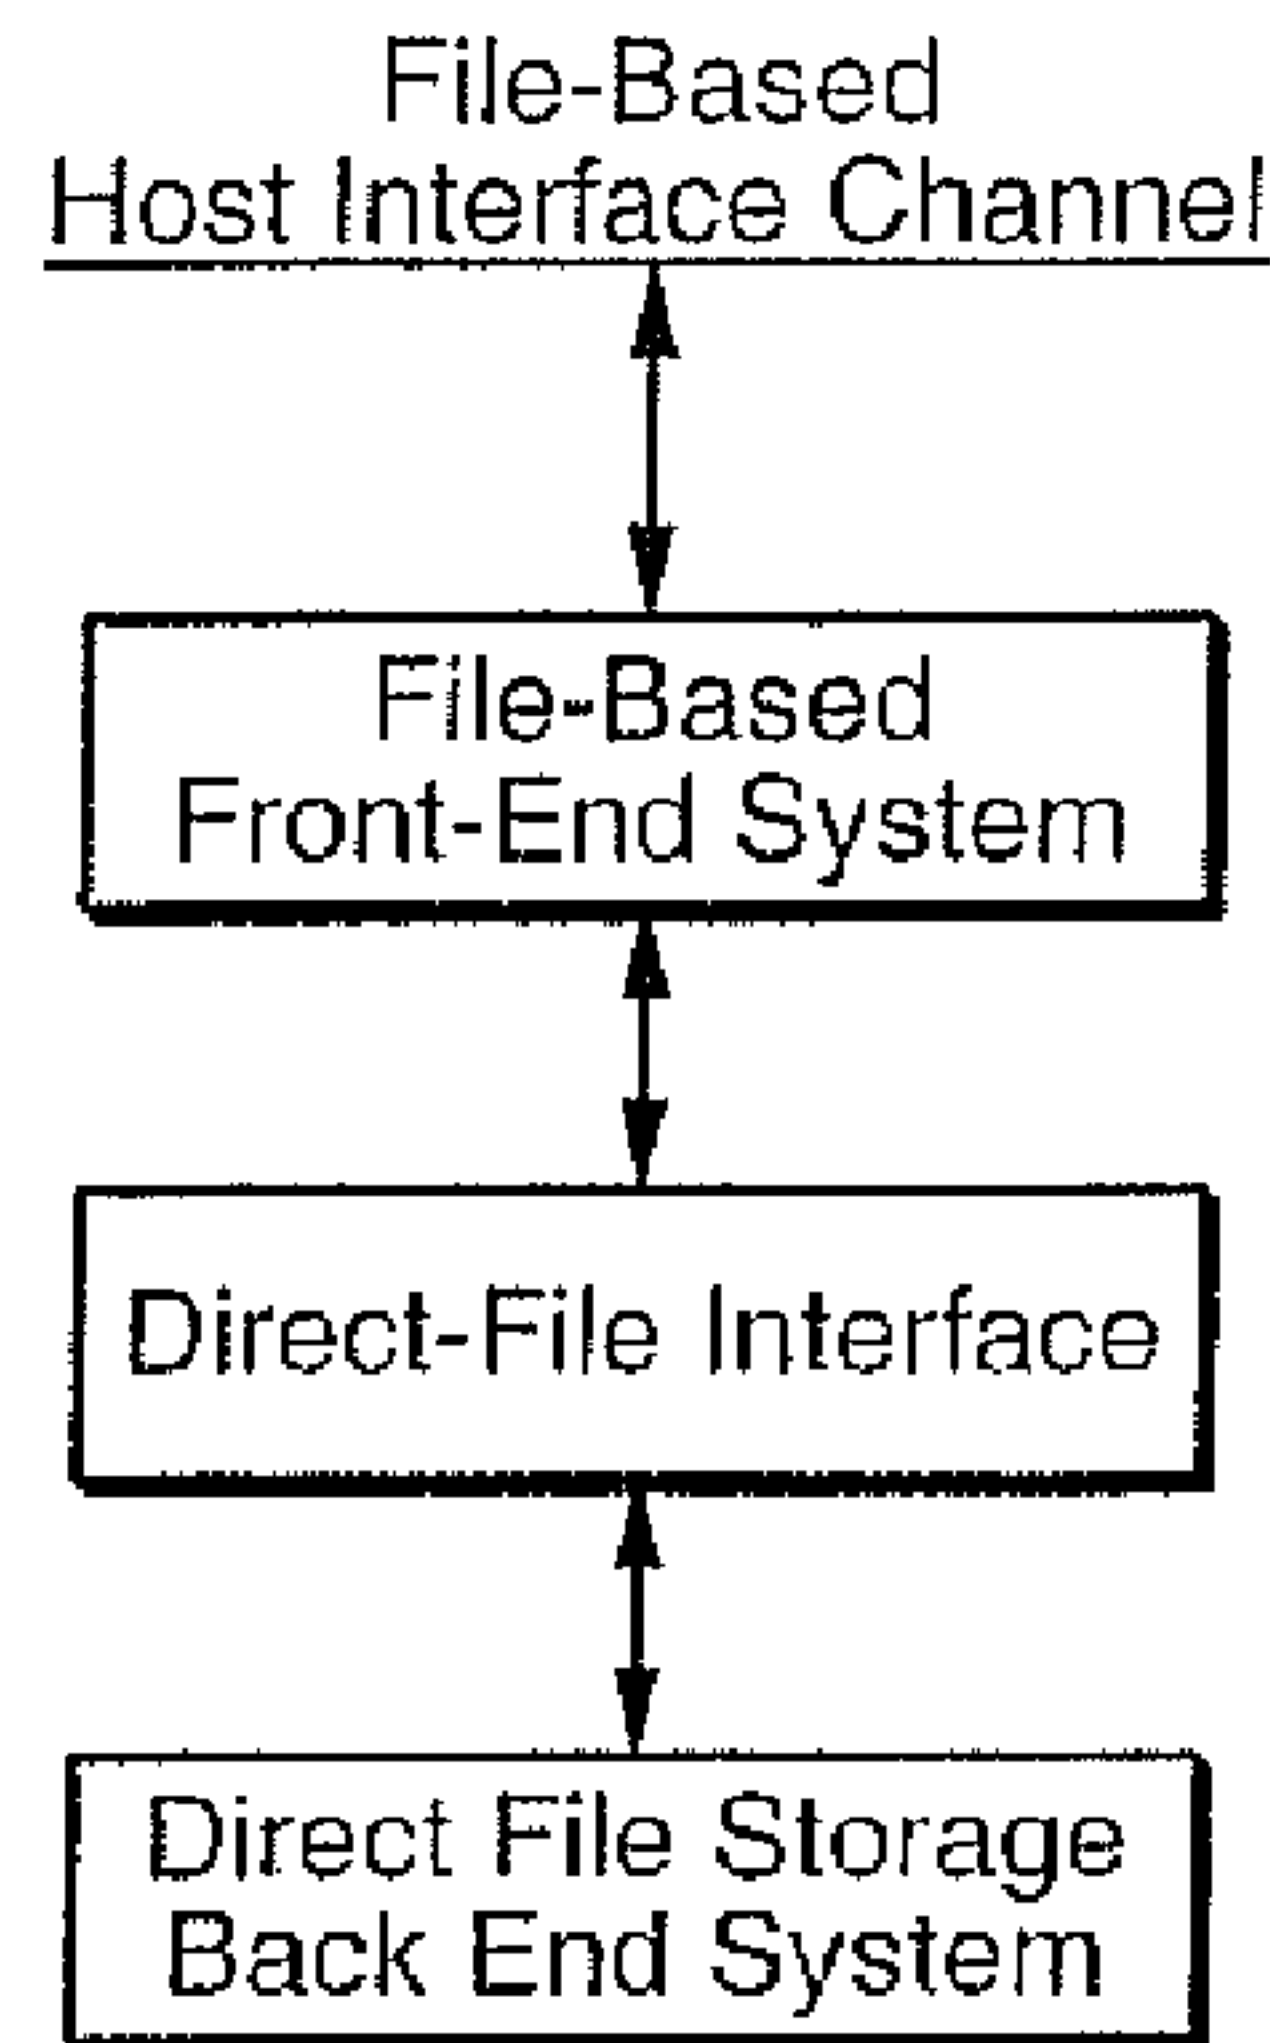 File-Based
Host Interface Channel
File-Based
Front-End System
Direct-File Interface
Direct File Storage
Back End System